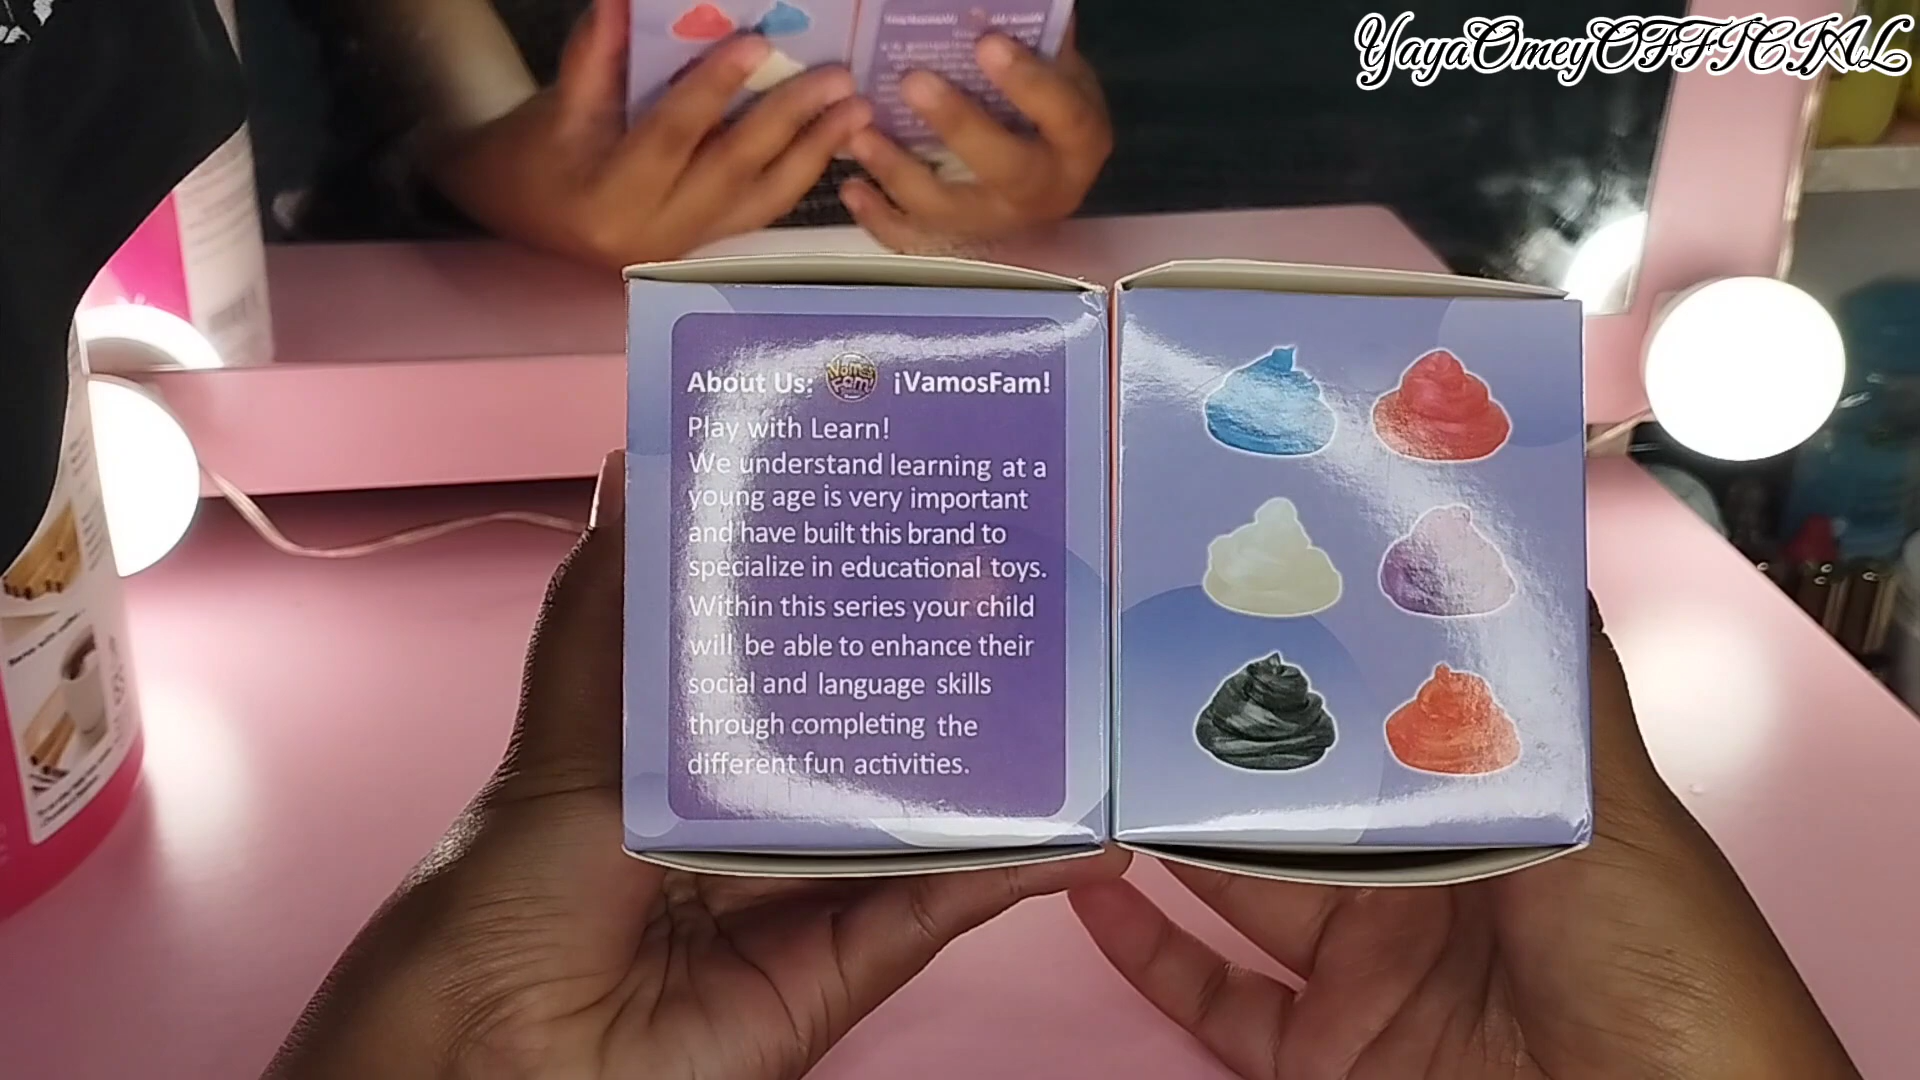 YayaOmeyOFFICIAL
About Us: Vamos Fam! ¡VamosFam!
Play with Learn!
We understand learning at a
young age is very important
and have built this brand to
specialize in educational toys.
Within this series your child
will be able to enhance their
social and language skills
through completing the
different fun activities.